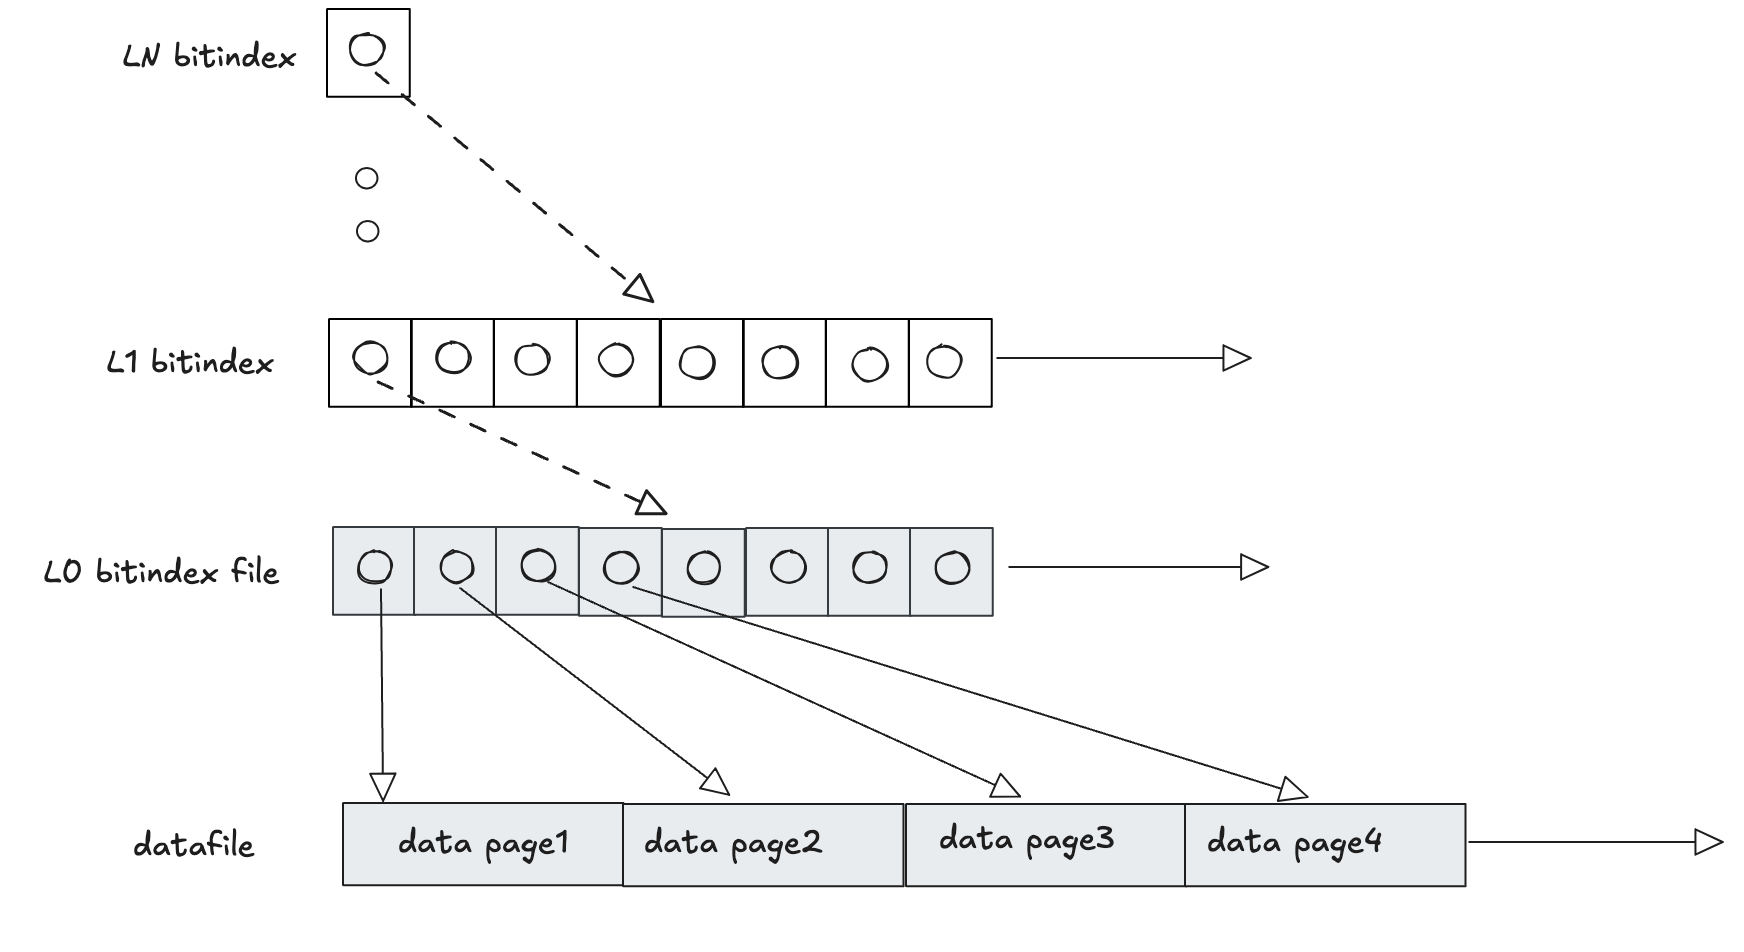 LN bitindex
L1 bitindex
L0 bitindex file
datafile
data page1
data page2
data page3
data page4